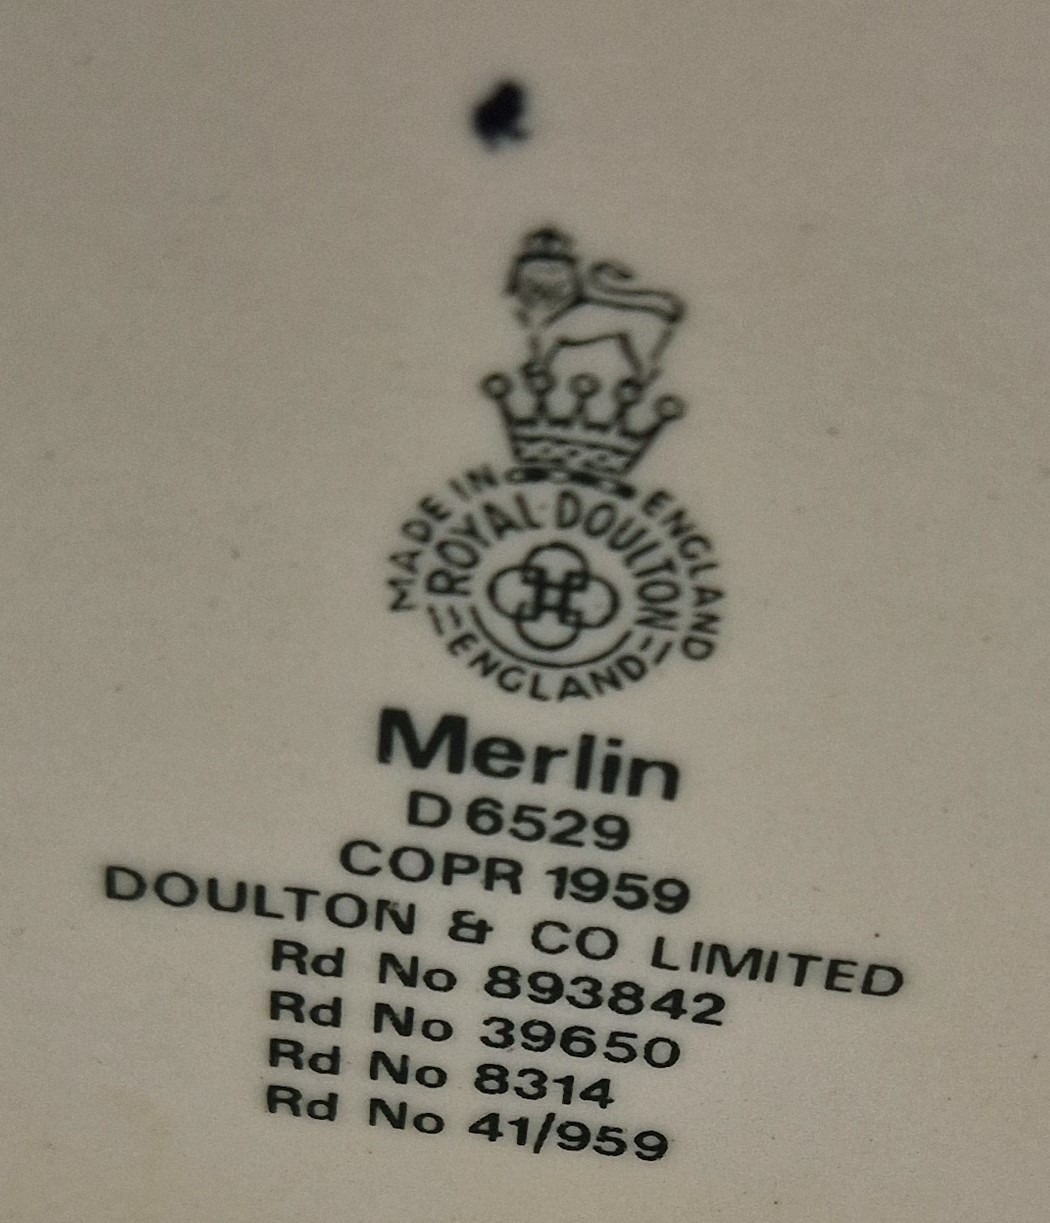 MADE IN ENGLAND
ROYAL·DOULTON
ENGLAND
Merlin
D 6529
COPR 1959
DOULTON & CO LIMITED
Rd No 893842
Rd No 39650
Rd No 8314
Rd No 41/959